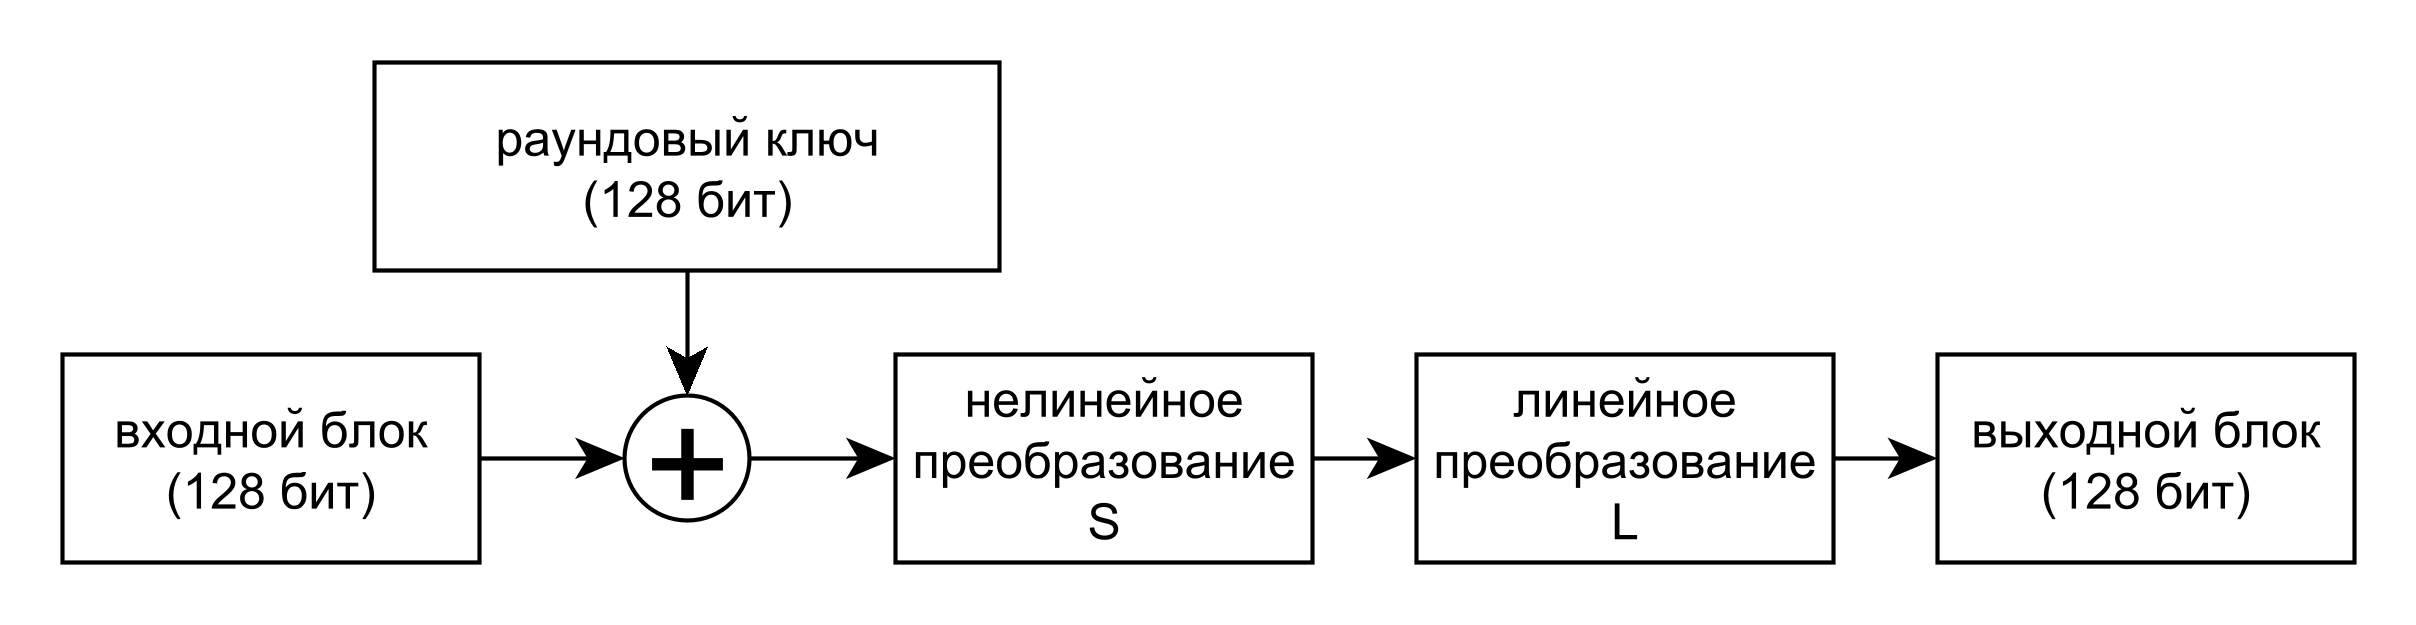 раундовый ключ
(128 бит)
входной блок
(128 бит)
+
нелинейное
преобразование
S
линейное
преобразование
L
выходной блок
(128 бит)